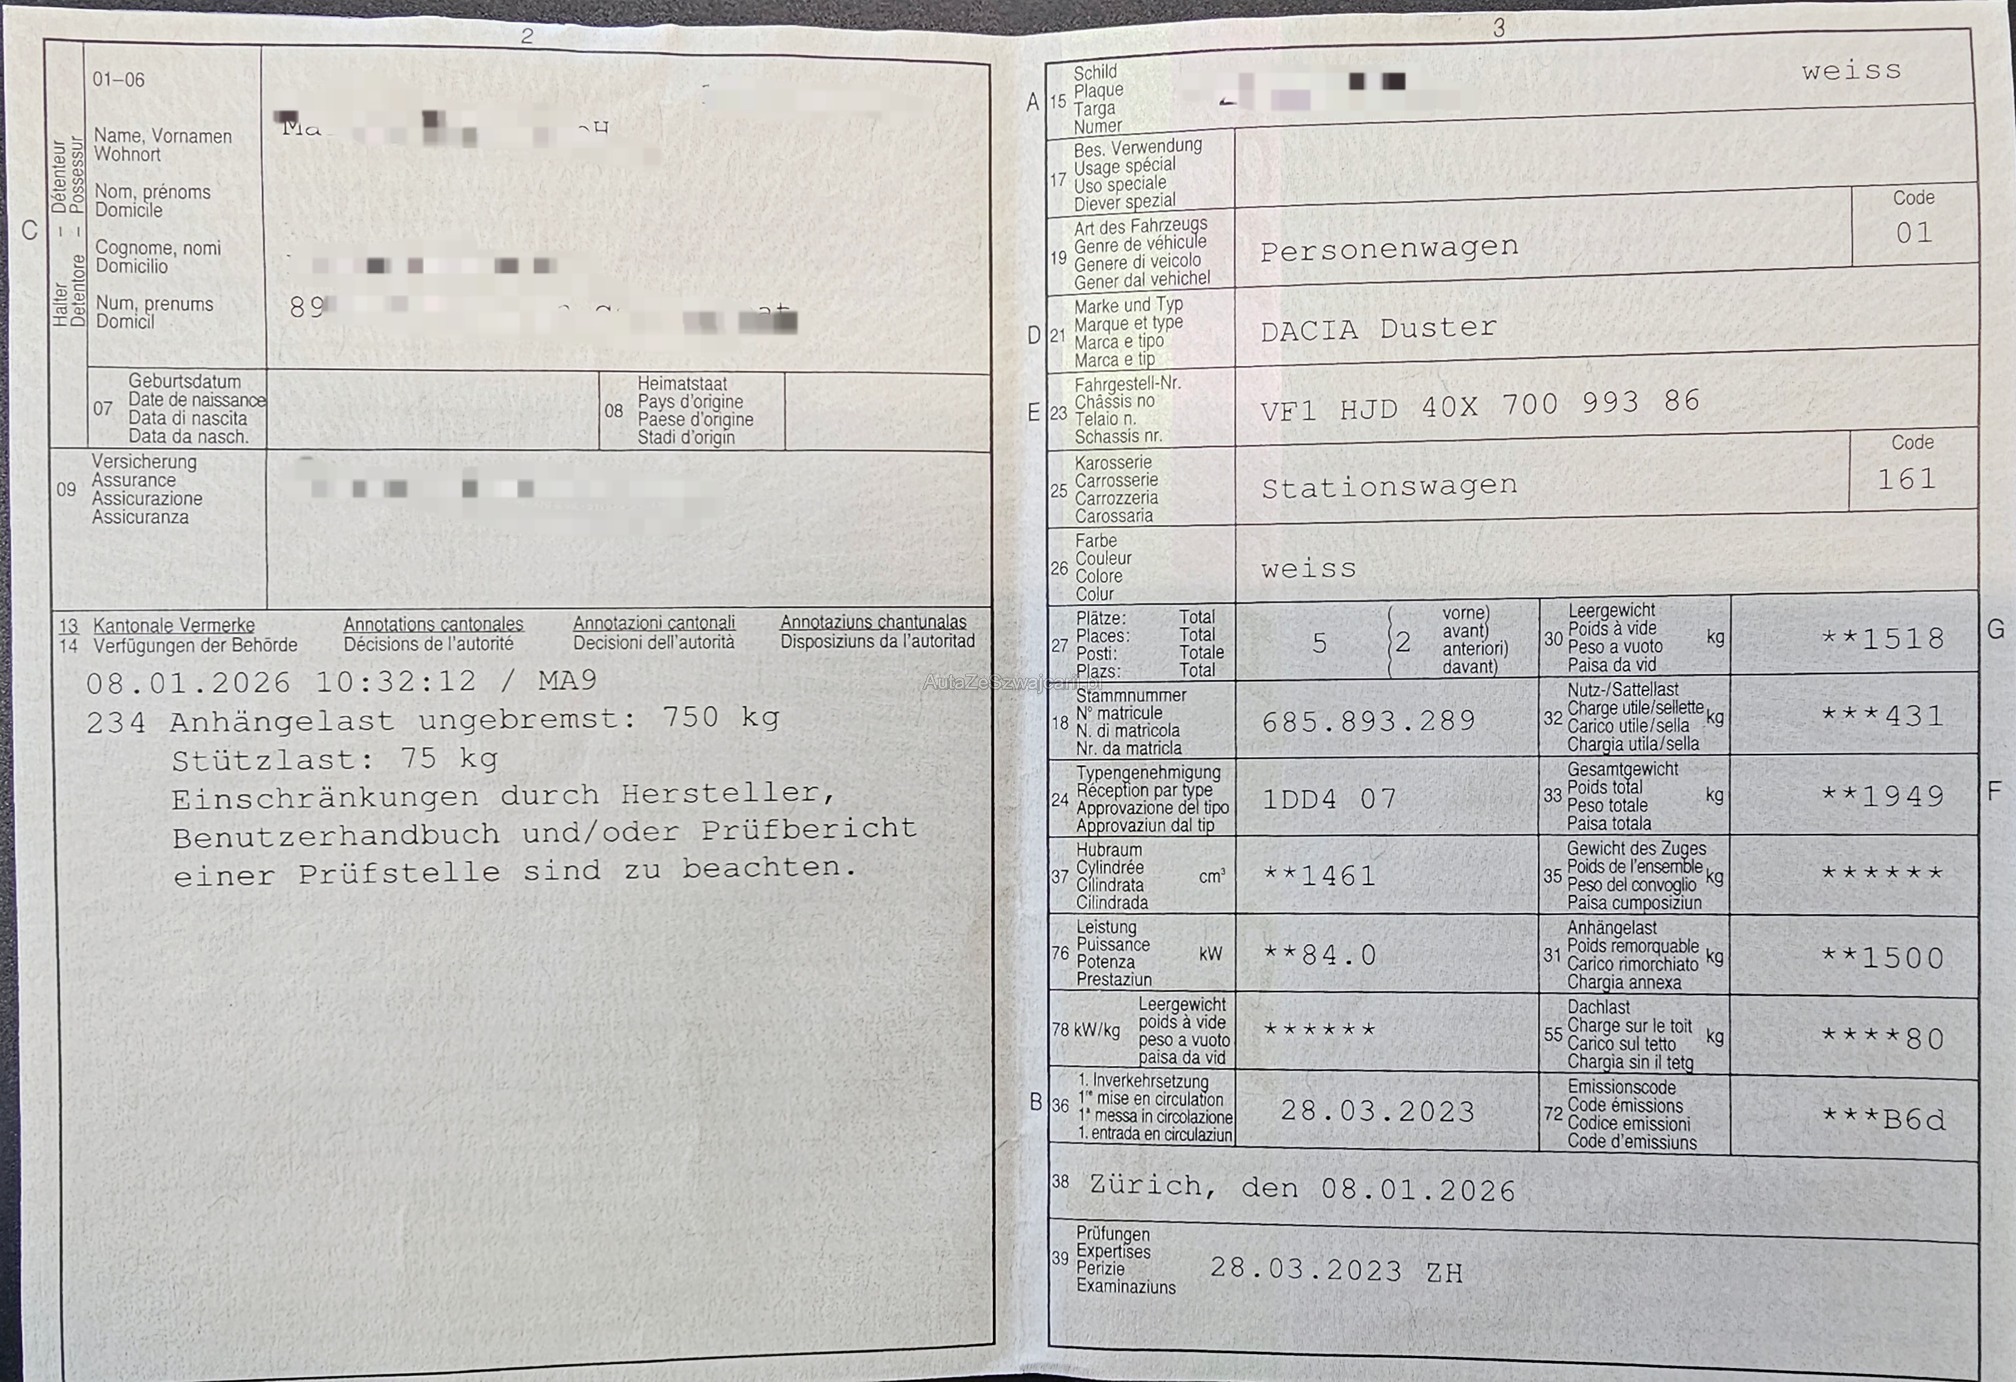 2
01–06
Name, Vornamen
Wohnort
Nom, prénoms
Domicile
Cognome, nomi
Domicilio
Num, prenums
Domicil
89
C
Halter – Détenteur
Detentore – Possessur
07
Geburtsdatum
Date de naissance
Data di nascita
Data da nasch.
08
Heimatstaat
Pays d'origine
Paese d'origine
Stadi d'origin
09
Versicherung
Assurance
Assicurazione
Assicuranza
13 Kantonale Vermerke Annotations cantonales Annotazioni cantonali Annotaziuns chantunalas
14 Verfügungen der Behörde Décisions de l'autorité Decisioni dell'autorità Disposiziuns da l'autoritad
08.01.2026 10:32:12 / MA9
234 Anhängelast ungebremst: 750 kg
Stützlast: 75 kg
Einschränkungen durch Hersteller,
Benutzerhandbuch und/oder Prüfbericht
einer Prüfstelle sind zu beachten.
AutaZeSzwajcarii.pl
3
A 15
Schild
Plaque
Targa
Numer
weiss
17
Bes. Verwendung
Usage spécial
Uso speciale
Diever spezial
19
Art des Fahrzeugs
Genre de véhicule
Genere di veicolo
Gener dal vehichel
Personenwagen
Code
01
D 21
Marke und Typ
Marque et type
Marca e tipo
Marca e tip
DACIA Duster
E 23
Fahrgestell-Nr.
Châssis no
Telaio n.
Schassis nr.
VF1 HJD 40X 700 993 86
25
Karosserie
Carrosserie
Carrozzeria
Carossaria
Stationswagen
Code
161
26
Farbe
Couleur
Colore
Colur
weiss
27
Plätze: Total
Places: Total
Posti: Totale
Plazs: Total
5 (2
vorne)
avant)
anteriori)
davant)
30
Leergewicht
Poids à vide
Peso a vuoto
Paisa da vid
kg
**1518
G
18
Stammnummer
N° matricule
N. di matricola
Nr. da matricla
685.893.289
32
Nutz-/Sattellast
Charge utile/sellette
Carico utile/sella
Chargia utila/sella
kg
***431
24
Typengenehmigung
Réception par type
Approvazione del tipo
Approvaziun dal tip
1DD4 07
33
Gesamtgewicht
Poids total
Peso totale
Paisa totala
kg
**1949
F
37
Hubraum
Cylindrée
Cilindrata
Cilindrada
cm³
**1461
35
Gewicht des Zuges
Poids de l'ensemble
Peso del convoglio
Paisa cumposiziun
kg
******
76
Leistung
Puissance
Potenza
Prestaziun
kW
**84.0
31
Anhängelast
Poids remorquable
Carico rimorchiato
Chargia annexa
kg
**1500
78 kW/kg
Leergewicht
poids à vide
peso a vuoto
paisa da vid
******
55
Dachlast
Charge sur le toit
Carico sul tetto
Chargia sin il tetg
kg
****80
B 36
1. Inverkehrsetzung
1re mise en circulation
1a messa in circolazione
1. entrada en circulaziun
28.03.2023
72
Emissionscode
Code émissions
Codice emissioni
Code d'emissiuns
***B6d
38 Zürich, den 08.01.2026
39
Prüfungen
Expertises
Perizie
Examinaziuns
28.03.2023 ZH